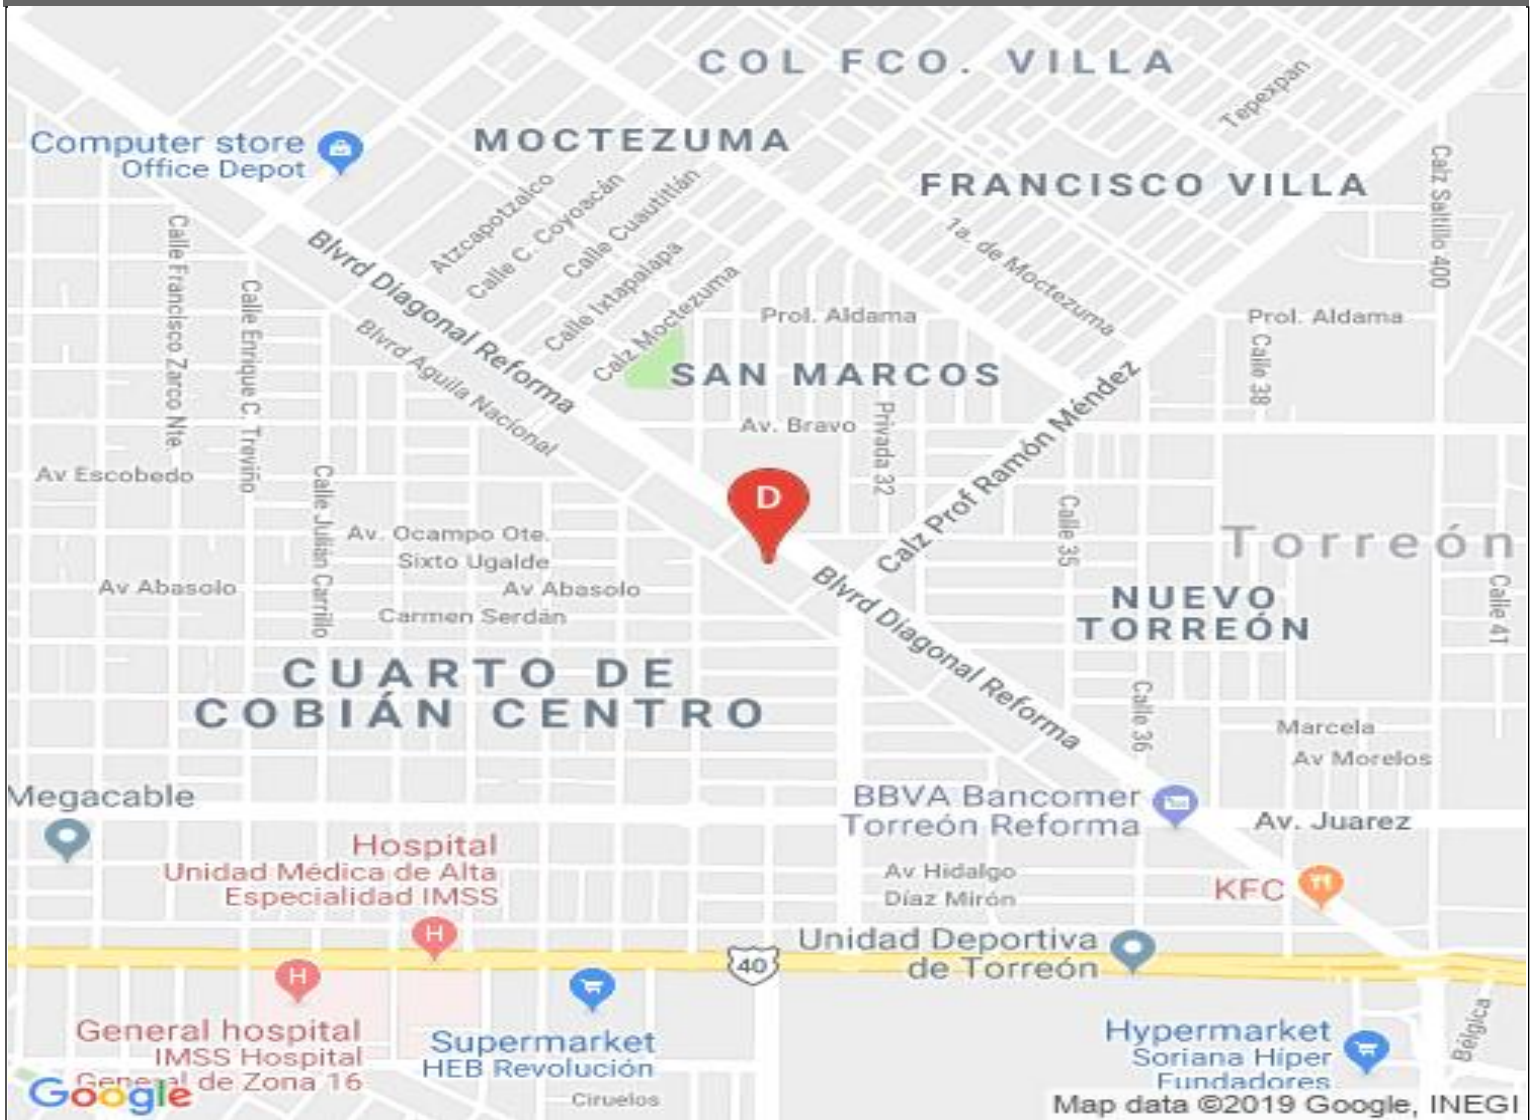 COL FCO. VILLA
Tepexpan
Computer store
Office Depot
MOCTEZUMA
FRANCISCO VILLA
Calz Saltillo 400
Atzcapotzalco
Calle C. Coyoacán
Calle Cuautitlán
Calle Ixtapalapa
Calz Moctezuma
1a. de Moctezuma
Calle Francisco Zarco Nte.
Calle Enrique C. Treviño
Blvrd Diagonal Reforma
Blvrd Aguila Nacional
Prol. Aldama
Prol. Aldama
Calle 38
SAN MARCOS
Av. Bravo
Privada 32
Calz Prof Ramón Méndez
Av Escobedo
Calle Julián Carrillo
D
Calle 35
Av. Ocampo Ote.
Sixto Ugalde
Torreón
Av Abasolo
Av Abasolo
Carmen Serdán
Blvrd Diagonal Reforma
NUEVO
TORREÓN
Calle 41
CUARTO DE
COBIÁN CENTRO
Calle 36
Marcela
Av Morelos
Megacable
BBVA Bancomer
Torreón Reforma
Av. Juarez
Hospital
Unidad Médica de Alta
Especialidad IMSS
Av Hidalgo
Díaz Mirón
KFC
H
Unidad Deportiva
de Torreón
40
H
General hospital
IMSS Hospital
General de Zona 16
Supermarket
HEB Revolución
Hypermarket
Soriana Híper
Fundadores
Bélgica
Ciruelos
Google
Map data ©2019 Google, INEGI